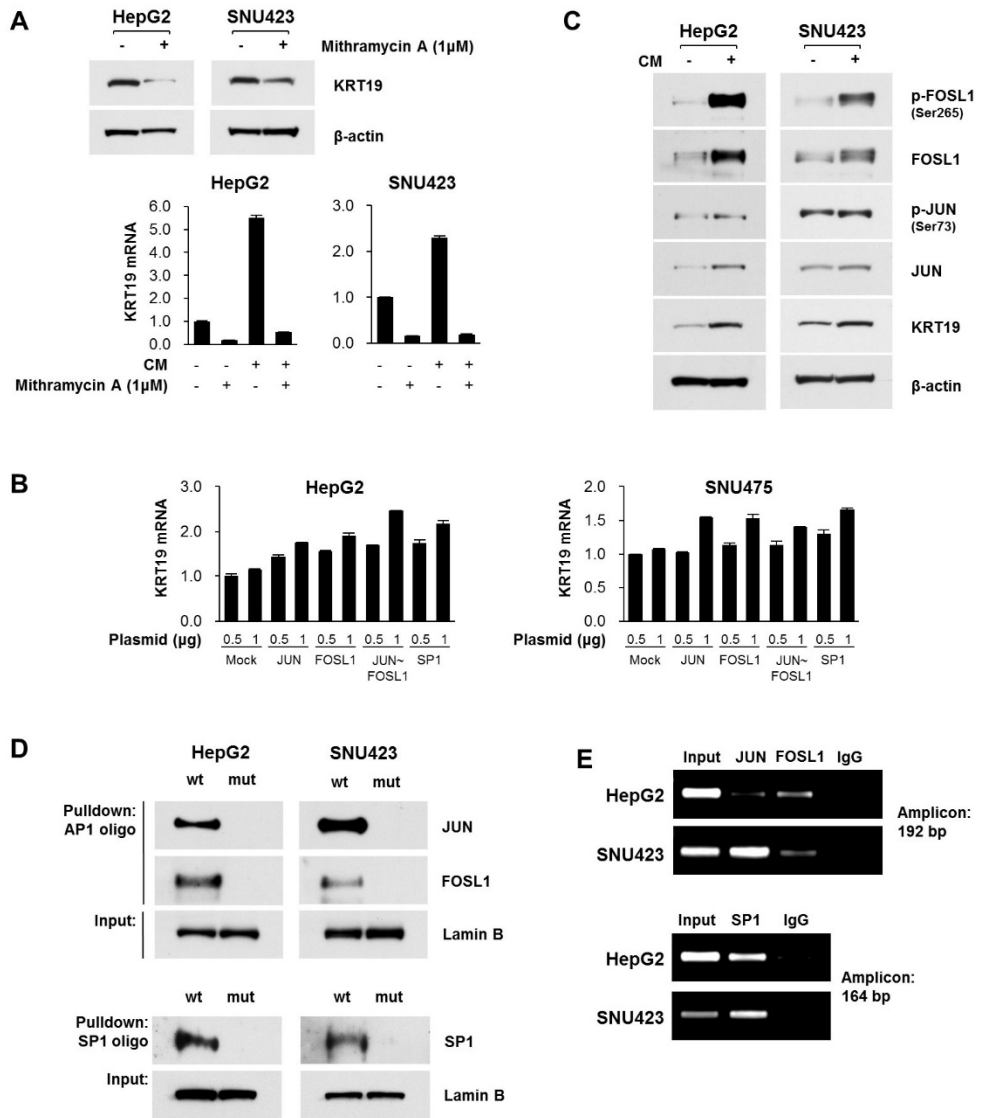 A
HepG2 SNU423
- + - + Mithramycin A (1μM)
KRT19
β-actin
HepG2
KRT19 mRNA
6.0
5.0
4.0
3.0
2.0
1.0
0.0
SNU423
3.0
2.0
1.0
0.0
CM - - + + - - + +
Mithramycin A (1μM) - + - + - + - +
C
HepG2 SNU423
CM - + - +
p-FOSL1
(Ser265)
FOSL1
p-JUN
(Ser73)
JUN
KRT19
β-actin
B
HepG2
KRT19 mRNA
3.0
2.0
1.0
0.0
Plasmid (μg) 0.5 1 0.5 1 0.5 1 0.5 1 0.5 1
Mock JUN FOSL1 JUN~ SP1
FOSL1
SNU475
KRT19 mRNA
2.0
1.5
1.0
0.5
0.0
Plasmid (μg) 0.5 1 0.5 1 0.5 1 0.5 1 0.5 1
Mock JUN FOSL1 JUN~ SP1
FOSL1
D
HepG2 SNU423
wt mut wt mut
Pulldown:
AP1 oligo
JUN
FOSL1
Input:
Lamin B
wt mut wt mut
Pulldown:
SP1 oligo
SP1
Input:
Lamin B
E
Input JUN FOSL1 IgG
HepG2
SNU423
Amplicon:
192 bp
Input SP1 IgG
HepG2
SNU423
Amplicon:
164 bp